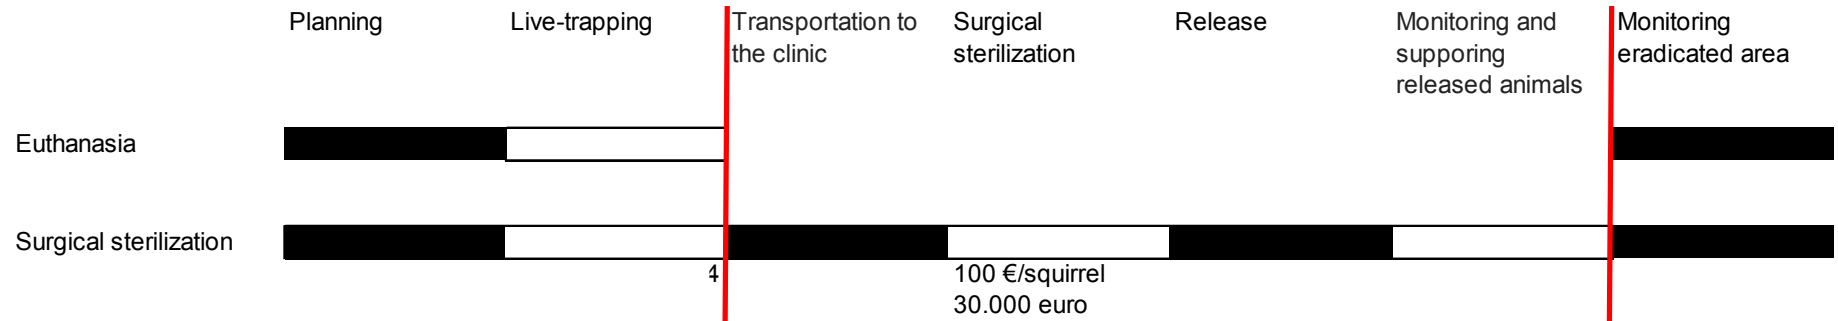 Planning
Live-trapping
Transportation to
the clinic
Surgical
sterilization
Release
Monitoring and
supporing
released animals
Monitoring
eradicated area
Euthanasia
Surgical sterilization
4
100 €/squirrel
30.000 euro